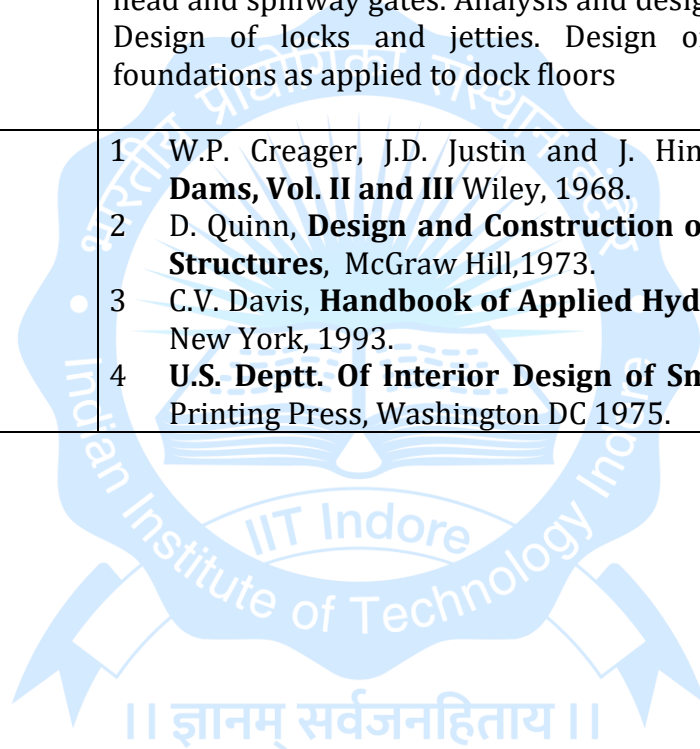 head and spillway gates. Analysis and desig
Design of locks and jetties. Design o
foundations as applied to dock floors
1 W.P. Creager, J.D. Justin and J. Hin
Dams, Vol. II and III Wiley, 1968.
2 D. Quinn, Design and Construction o
Structures, McGraw Hill,1973.
3 C.V. Davis, Handbook of Applied Hyd
New York, 1993.
4 U.S. Deptt. Of Interior Design of Sm
Printing Press, Washington DC 1975.
भारतीय प्रौद्योगिकी संस्थान इंदौर
Indian Institute of Technology Indore
IIT Indore
।। ज्ञानम् सर्वजनहिताय ।।